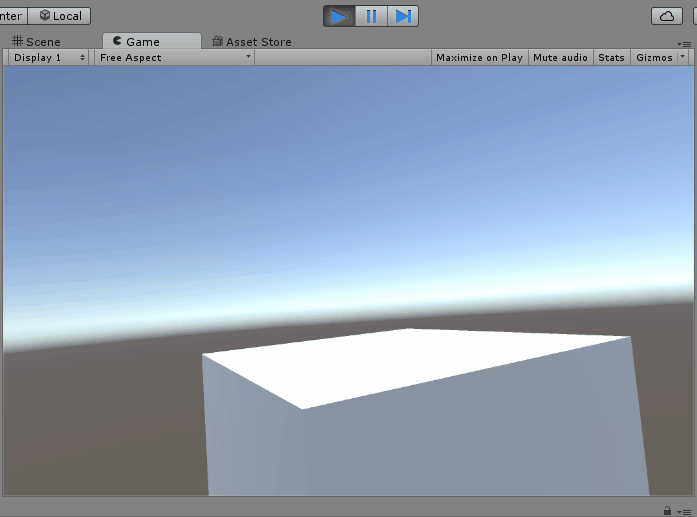 nter Local
Scene Game Asset Store
Display 1 Free Aspect Maximize on Play Mute audio Stats Gizmos